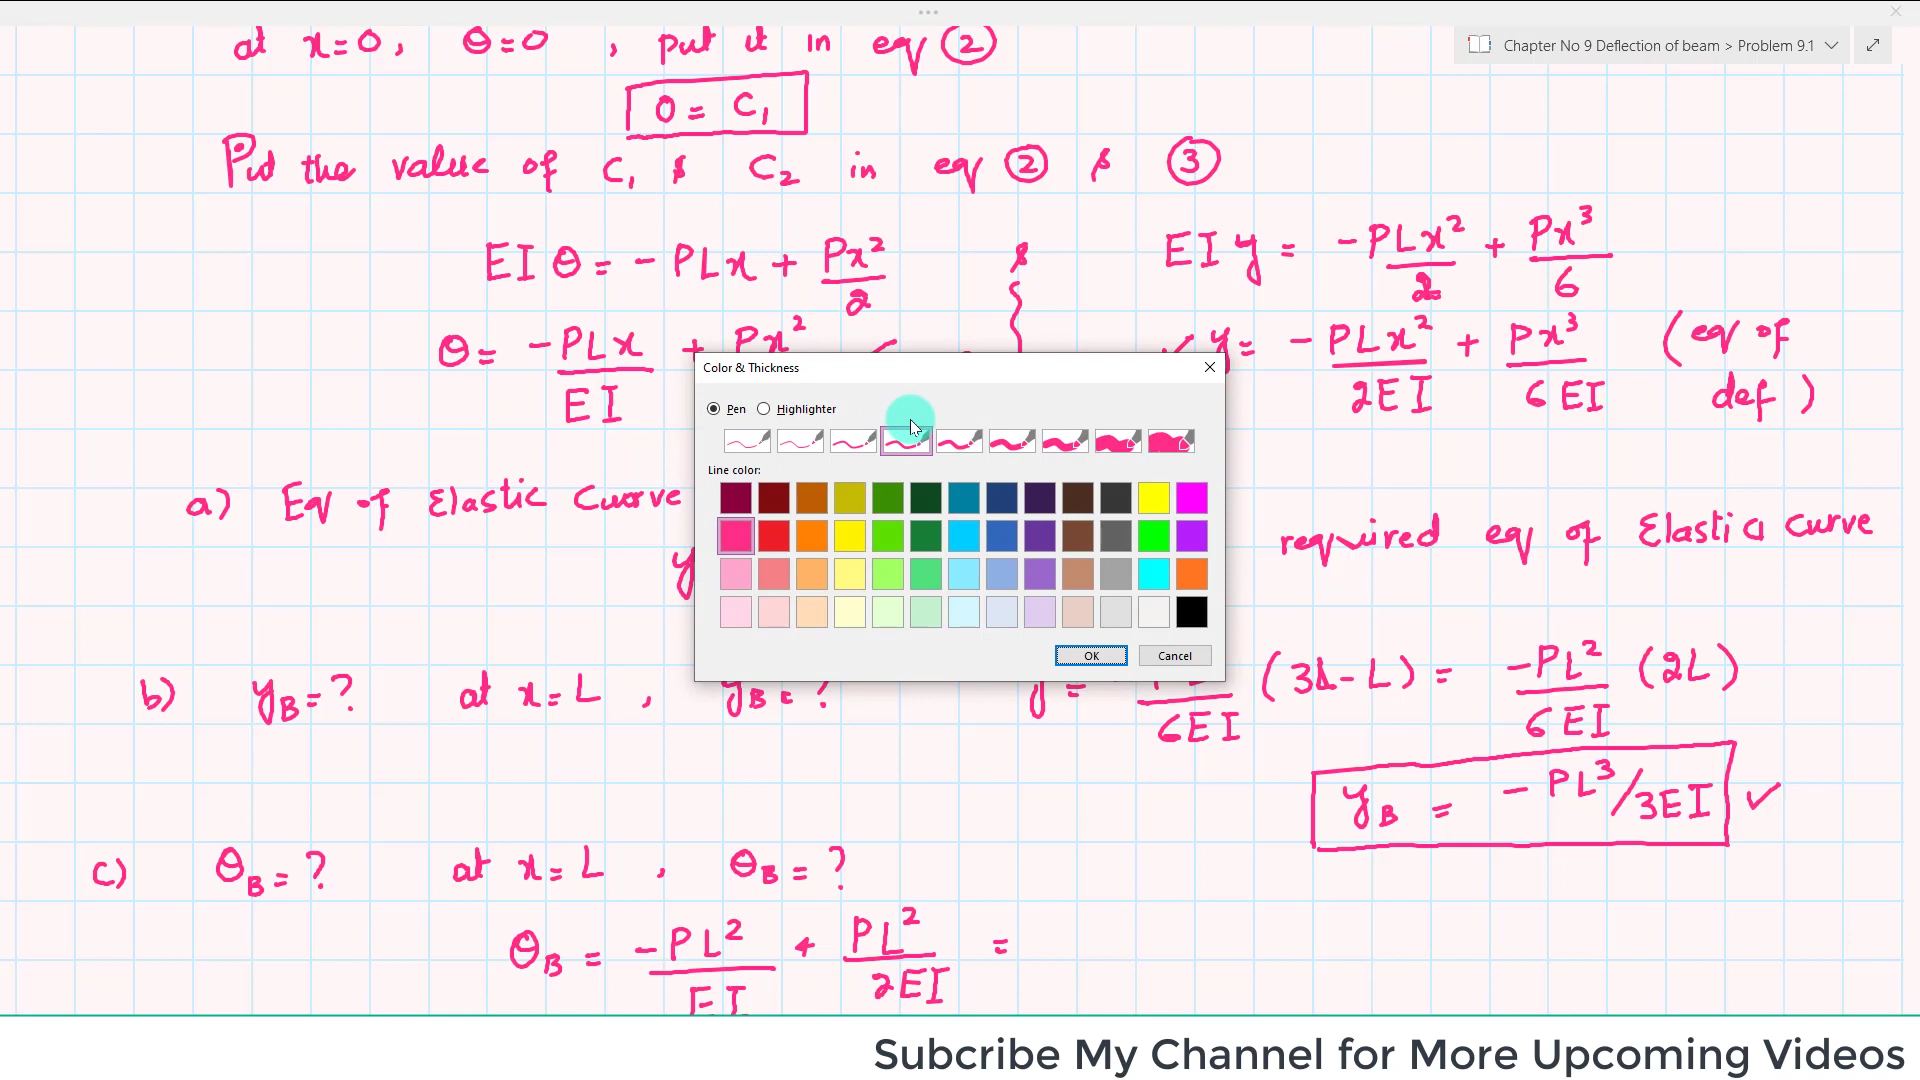 at x=0, θ=0 , put it in eq ②
Chapter No 9 Deflection of beam > Problem 9.1
0 = C₁
Put the value of C₁ & C₂ in eq ② & ③
EIθ = -PLx + Px²/2 & EIy = -PLx²/2 + Px³/6
θ = -PLx/EI + Px² y = -PLx²/2EI + Px³/6EI (eq of def)
Color & Thickness
Pen Highlighter
Line color:
OK Cancel
a) Eq of Elastic Curve
y required eq of Elastic Curve
b) y_B = ? at x = L , y_B = ? y = 6EI (3L - L) = -PL²/6EI (2L)
y_B = -PL³/3EI ✓
c) θ_B = ? at x = L , θ_B = ?
θ_B = -PL²/EI + PL²/2EI =
Subcribe My Channel for More Upcoming Videos